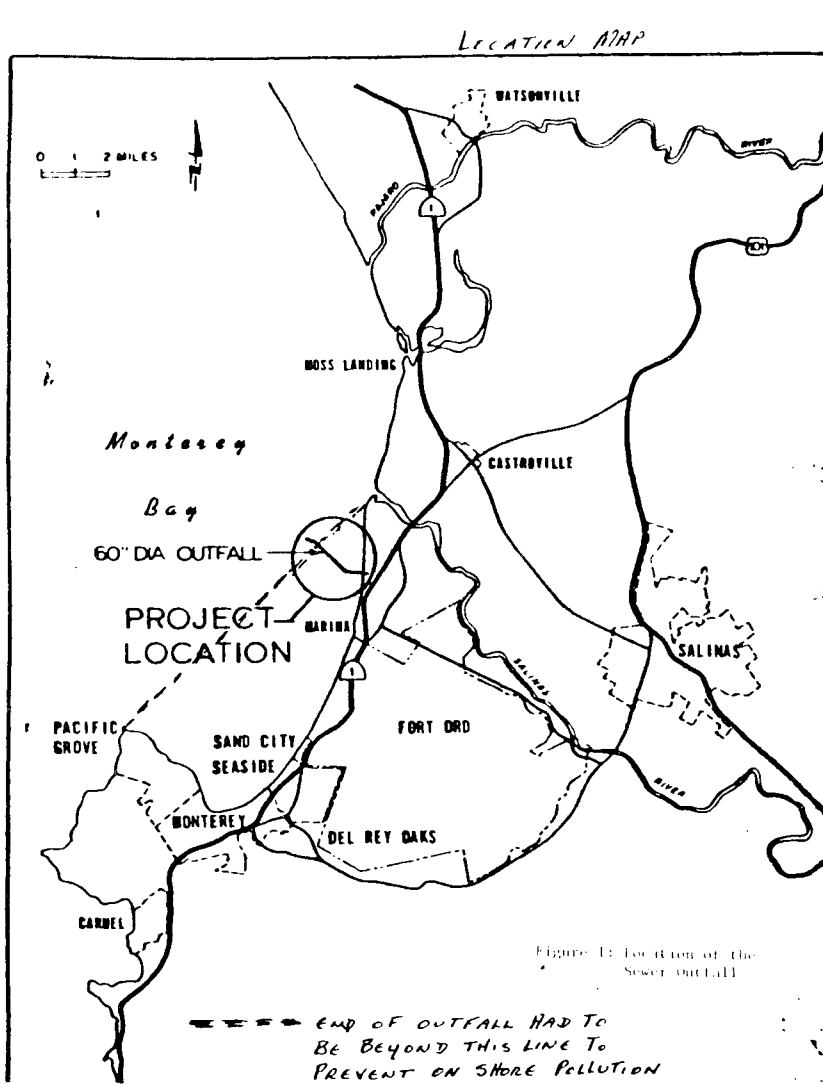 LOCATION MAP
WATSONVILLE
0 1 2 MILES
N
RIVER
PAJARO
1
101
MOSS LANDING
Monterey
Bay
CASTROVILLE
60" DIA OUTFALL
PROJECT
LOCATION
MARINA
SALINAS
1
SALINAS
PACIFIC
GROVE
SAND CITY
SEASIDE
FORT ORD
RIVER
MONTEREY
DEL REY OAKS
CARMEL
Figure 1: Location of the
Sewer Outfall
END OF OUTFALL HAD TO
BE BEYOND THIS LINE TO
PREVENT ON SHORE POLLUTION